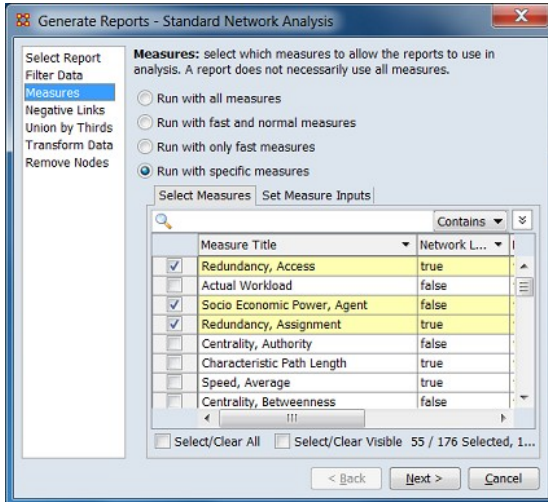 Generate Reports - Standard Network Analysis
Select Report
Filter Data
Measures
Negative Links
Union by Thirds
Transform Data
Remove Nodes
Measures: select which measures to allow the reports to use in
analysis. A report does not necessarily use all measures.
Run with all measures
Run with fast and normal measures
Run with only fast measures
Run with specific measures
Select Measures Set Measure Inputs
Contains
Measure Title Network L...
Redundancy, Access true
Actual Workload false
Socio Economic Power, Agent false
Redundancy, Assignment true
Centrality, Authority false
Characteristic Path Length true
Speed, Average true
Centrality, Betweenness false
Select/Clear All Select/Clear Visible 55 / 176 Selected, 1...
< Back Next > Cancel